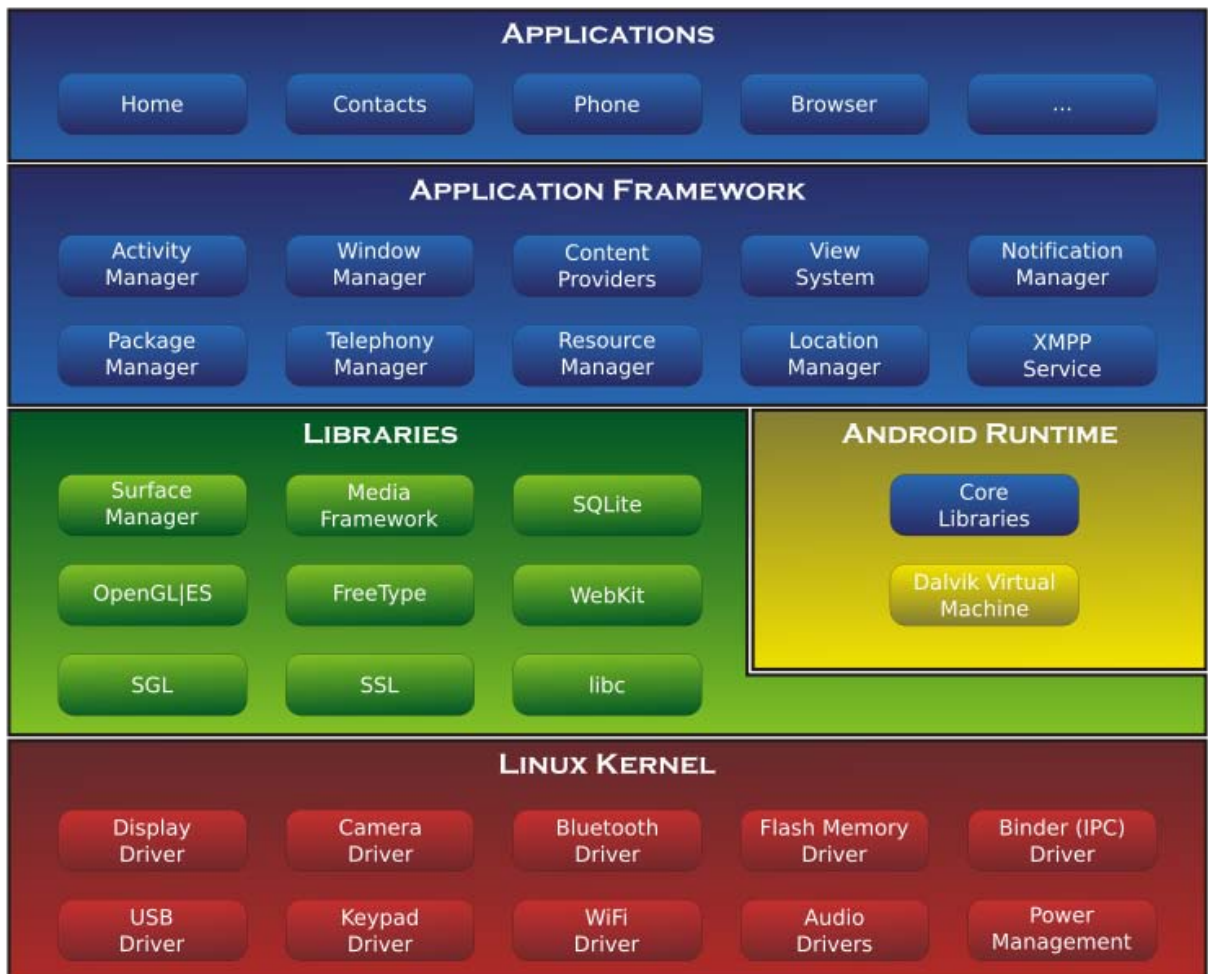 APPLICATIONS
Home
Contacts
Phone
Browser
...
APPLICATION FRAMEWORK
Activity
Manager
Window
Manager
Content
Providers
View
System
Notification
Manager
Package
Manager
Telephony
Manager
Resource
Manager
Location
Manager
XMPP
Service
LIBRARIES
Surface
Manager
Media
Framework
SQLite
OpenGL|ES
FreeType
WebKit
SGL
SSL
libc
ANDROID RUNTIME
Core
Libraries
Dalvik Virtual
Machine
LINUX KERNEL
Display
Driver
Camera
Driver
Bluetooth
Driver
Flash Memory
Driver
Binder (IPC)
Driver
USB
Driver
Keypad
Driver
WiFi
Driver
Audio
Drivers
Power
Management